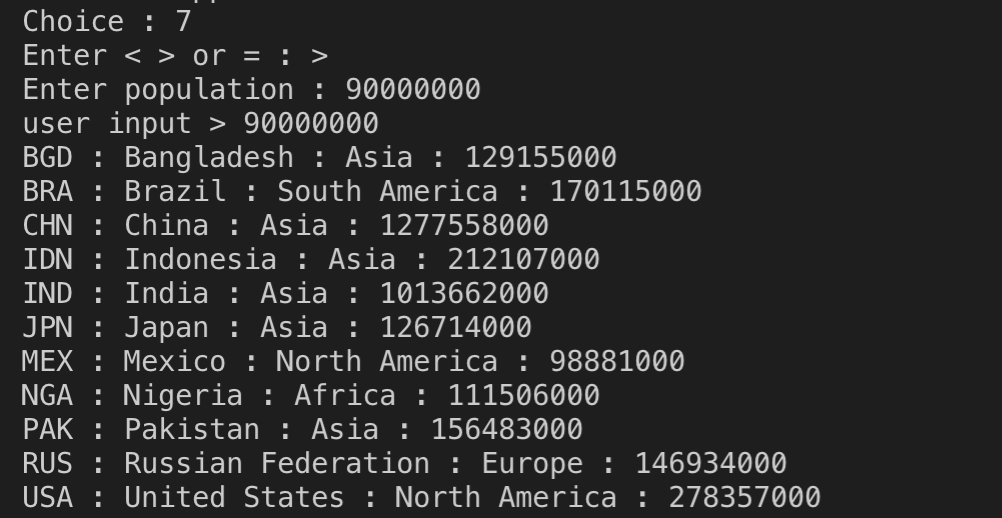 Choice : 7
Enter < > or = : >
Enter population : 90000000
user input > 90000000
BGD : Bangladesh : Asia : 129155000
BRA : Brazil : South America : 170115000
CHN : China : Asia : 1277558000
IDN : Indonesia : Asia : 212107000
IND : India : Asia : 1013662000
JPN : Japan : Asia : 126714000
MEX : Mexico : North America : 98881000
NGA : Nigeria : Africa : 111506000
PAK : Pakistan : Asia : 156483000
RUS : Russian Federation : Europe : 146934000
USA : United States : North America : 278357000